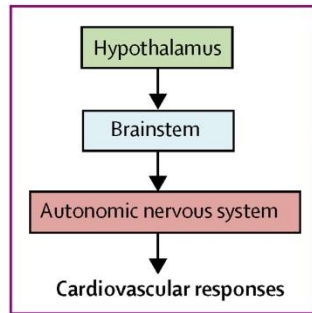 Hypothalamus
Brainstem
Autonomic nervous system
Cardiovascular responses